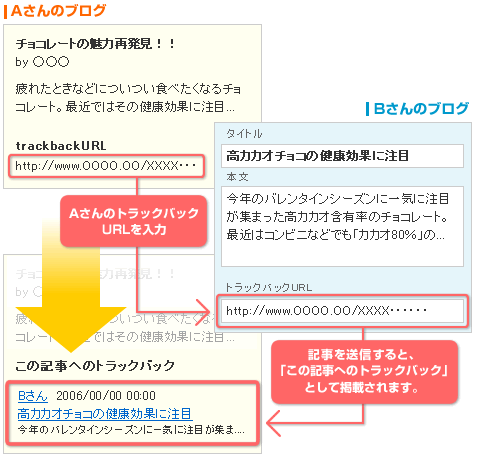 Aさんのブログ
チョコレートの魅力再発見！！
by 〇〇〇
疲れたときなどについつい食べたくなるチョ
コレート。最近ではその健康効果に注目...
trackbackURL
http://www.OOOO.OO/XXXX・・・
Aさんのトラックバック
URLを入力
Bさんのブログ
タイトル
高カカオチョコの健康効果に注目
本文
今年のバレンタインシーズンに一気に注目
が集まった高カカオ含有率のチョコレート。
最近はコンビニなどでも「カカオ80%」の...
トラックバックURL
http://www.OOOO.OO/XXXX・・・・・・
記事を送信すると、
「この記事へのトラックバック」
として掲載されます。
チョコレートの魅力再発見！！
by 〇〇〇
疲れたときなどについつい食べたくなるチョ
コレート。最近ではその健康効果に注目...
この記事へのトラックバック
Bさん 2006/00/00 00:00
高カカオチョコの健康効果に注目
今年のバレンタインシーズンに一気に注目が集ま....